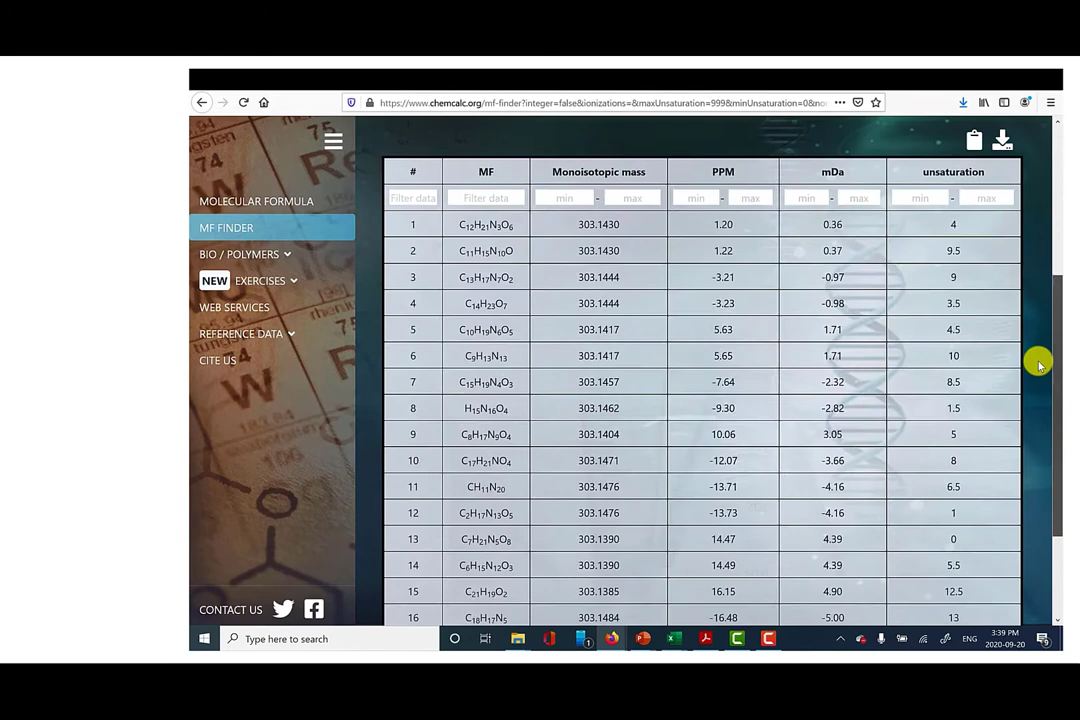 https://www.chemcalc.org/mf-finder?integer=false&ionizations=&maxUnsaturation=999&minUnsaturation=0&no
MOLECULAR FORMULA
MF FINDER
BIO / POLYMERS
NEW EXERCISES
WEB SERVICES
REFERENCE DATA
CITE US
CONTACT US
# MF Monoisotopic mass PPM mDa unsaturation
Filter data Filter data min - max min - max min - max min - max
1 C12H21N3O6 303.1430 1.20 0.36 4
2 C11H15N10O 303.1430 1.22 0.37 9.5
3 C13H17N7O2 303.1444 -3.21 -0.97 9
4 C14H23O7 303.1444 -3.23 -0.98 3.5
5 C10H19N6O5 303.1417 5.63 1.71 4.5
6 C9H13N13 303.1417 5.65 1.71 10
7 C15H19N4O3 303.1457 -7.64 -2.32 8.5
8 H15N16O4 303.1462 -9.30 -2.82 1.5
9 C8H17N9O4 303.1404 10.06 3.05 5
10 C17H21NO4 303.1471 -12.07 -3.66 8
11 CH11N20 303.1476 -13.71 -4.16 6.5
12 C2H17N13O5 303.1476 -13.73 -4.16 1
13 C7H21N5O8 303.1390 14.47 4.39 0
14 C6H15N12O3 303.1390 14.49 4.39 5.5
15 C21H19O2 303.1385 16.15 4.90 12.5
16 C18H17N5 303.1484 -16.48 -5.00 13
Type here to search
ENG
3:39 PM
2020-09-20